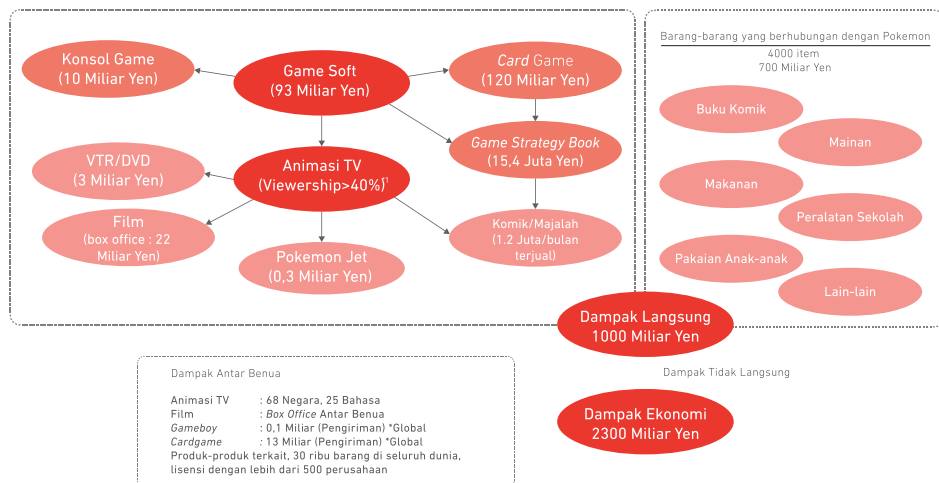 Konsol Game
(10 Miliar Yen)
Game Soft
(93 Miliar Yen)
Card Game
(120 Miliar Yen)
Game Strategy Book
(15,4 Juta Yen)
VTR/DVD
(3 Miliar Yen)
Animasi TV
(Viewership>40%)*1
Film
(box office : 22
Miliar Yen)
Pokemon Jet
(0,3 Miliar Yen)
Komik/Majalah
(1.2 Juta/bulan
terjual)
Barang-barang yang berhubungan dengan Pokemon
4000 item
700 Miliar Yen
Buku Komik
Mainan
Makanan
Peralatan Sekolah
Pakaian Anak-anak
Lain-lain
Dampak Langsung
1000 Miliar Yen
Dampak Tidak Langsung
Dampak Ekonomi
2300 Miliar Yen
Dampak Antar Benua
Animasi TV : 68 Negara, 25 Bahasa
Film : Box Office Antar Benua
Gameboy : 0,1 Miliar (Pengiriman) *Global
Cardgame : 13 Miliar (Pengiriman) *Global
Produk-produk terkait, 30 ribu barang di seluruh dunia,
lisensi dengan lebih dari 500 perusahaan